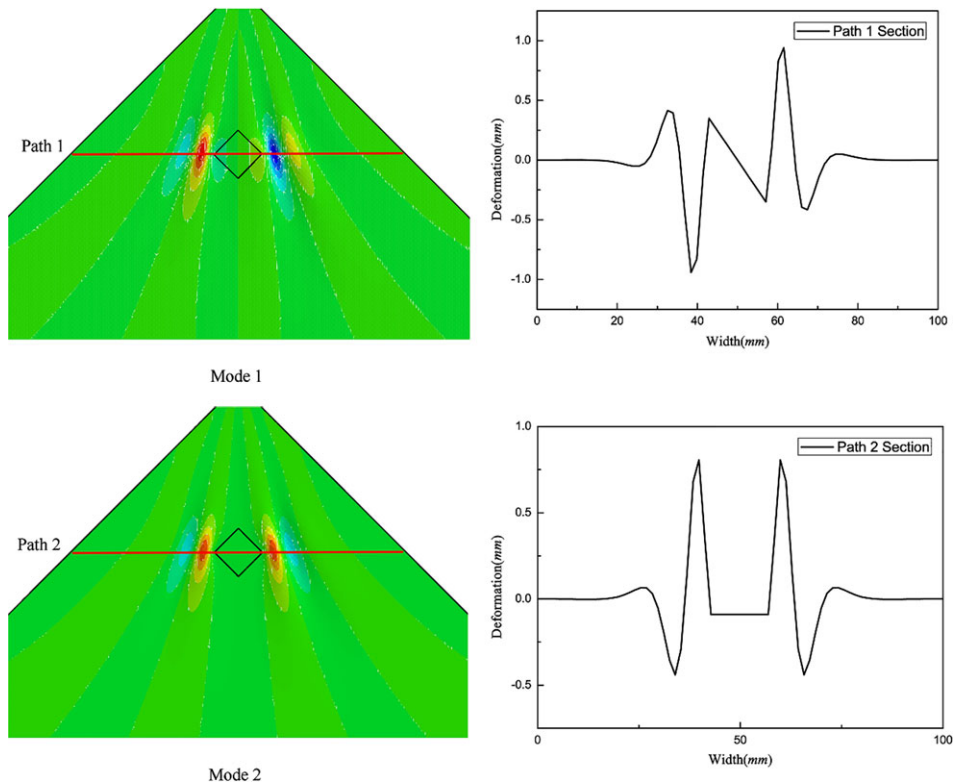 Path 1
Mode 1
Path 1 Section
Deformation(mm)
1.0
0.5
0.0
-0.5
-1.0
0
20
40
60
80
100
Width(mm)
Path 2
Mode 2
Path 2 Section
Deformation(mm)
1.0
0.5
0.0
-0.5
0
50
100
Width(mm)